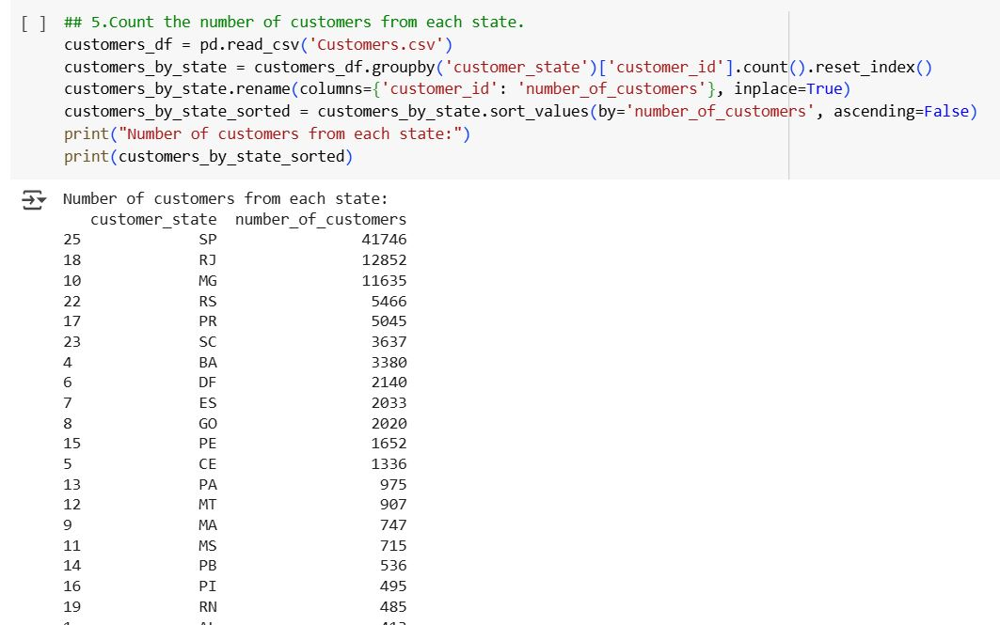 [ ] ## 5.Count the number of customers from each state.
customers_df = pd.read_csv('Customers.csv')
customers_by_state = customers_df.groupby('customer_state')['customer_id'].count().reset_index()
customers_by_state.rename(columns={'customer_id': 'number_of_customers'}, inplace=True)
customers_by_state_sorted = customers_by_state.sort_values(by='number_of_customers', ascending=False)
print("Number of customers from each state:")
print(customers_by_state_sorted)
Number of customers from each state:
customer_state number_of_customers
25 SP 41746
18 RJ 12852
10 MG 11635
22 RS 5466
17 PR 5045
23 SC 3637
4 BA 3380
6 DF 2140
7 ES 2033
8 GO 2020
15 PE 1652
5 CE 1336
13 PA 975
12 MT 907
9 MA 747
11 MS 715
14 PB 536
16 PI 495
19 RN 485